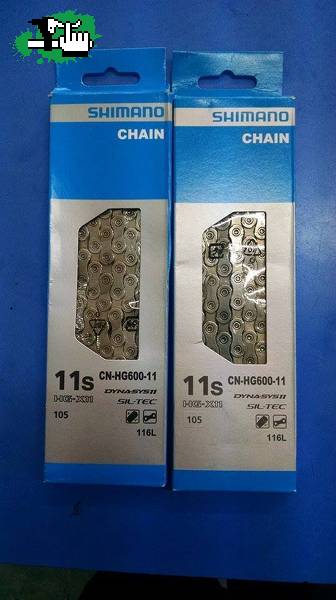 SHIMANO
CHAIN
11s
CN-HG600-11
HG-X11
DYNA-SYS11
SIL-TEC
105
116L
SHIMANO
CHAIN
11s
CN-HG600-11
HG-X11
DYNA-SYS11
SIL-TEC
105
116L